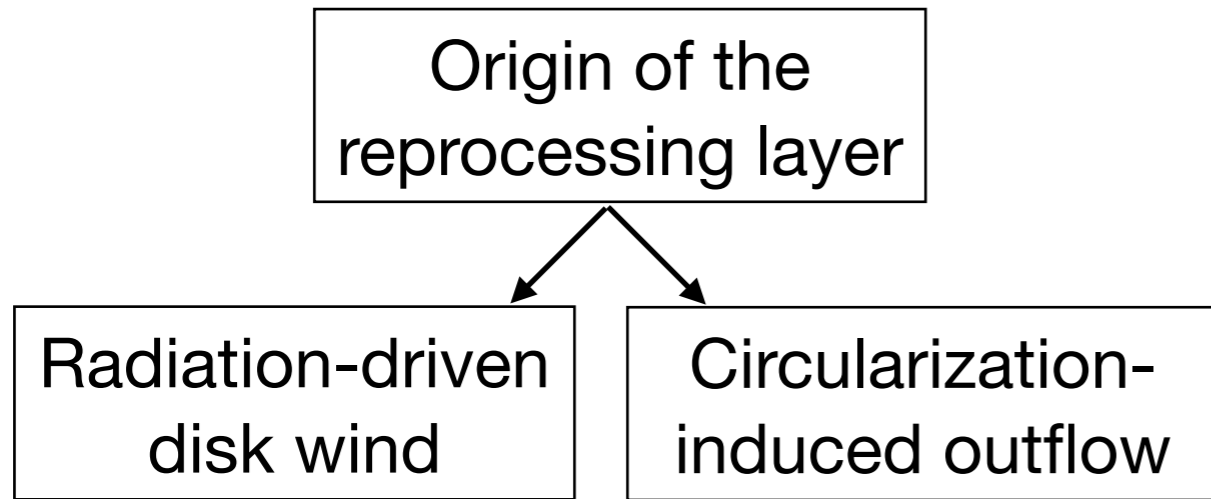 Origin of the
reprocessing layer
Radiation-driven
disk wind
Circularization-
induced outflow